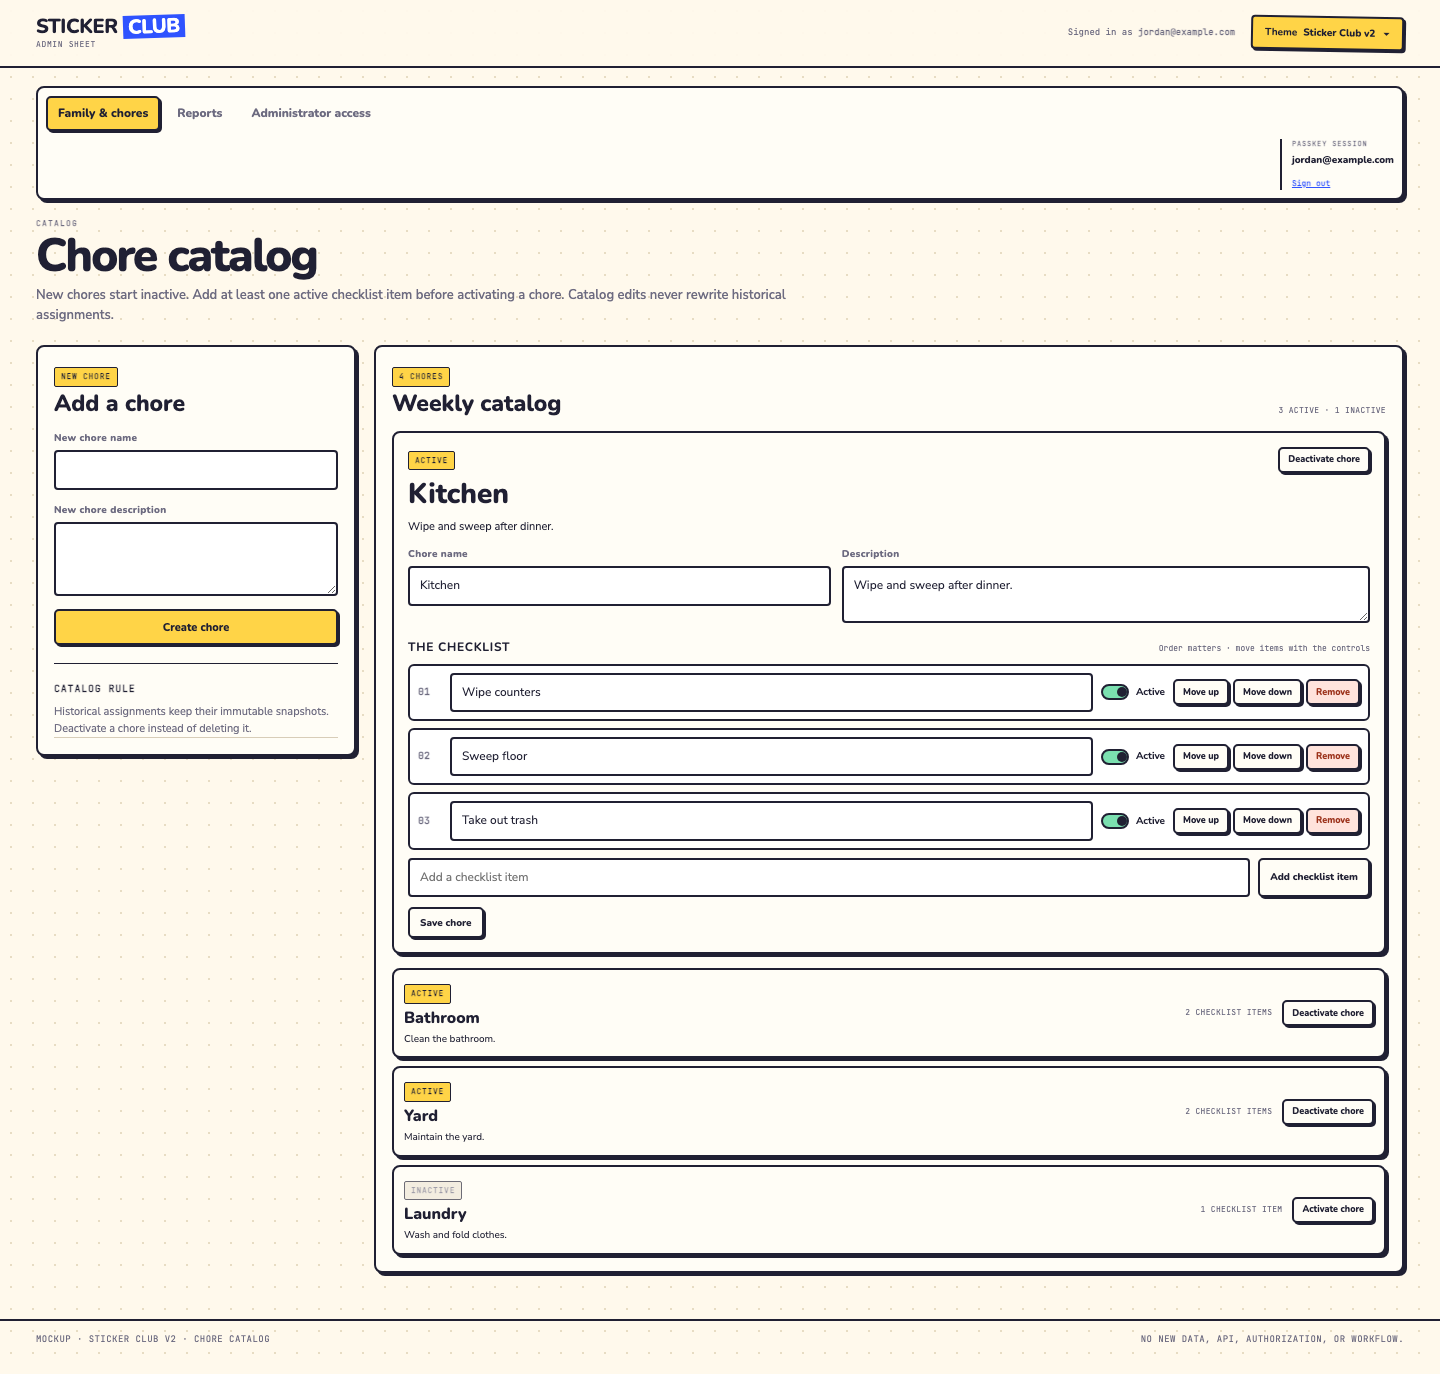 STICKER CLUB
ADMIN SHEET
Signed in as jordan@example.com
Theme Sticker Club v2
Family & chores
Reports
Administrator access
PASSKEY SESSION
jordan@example.com
Sign out
CATALOG
Chore catalog
New chores start inactive. Add at least one active checklist item before activating a chore. Catalog edits never rewrite historical
assignments.
NEW CHORE
Add a chore
New chore name
New chore description
Create chore
CATALOG RULE
Historical assignments keep their immutable snapshots.
Deactivate a chore instead of deleting it.
4 CHORES
Weekly catalog
3 ACTIVE · 1 INACTIVE
ACTIVE
Deactivate chore
Kitchen
Wipe and sweep after dinner.
Chore name
Description
Kitchen
Wipe and sweep after dinner.
THE CHECKLIST
Order matters · move items with the controls
01 Wipe counters Active Move up Move down Remove
02 Sweep floor Active Move up Move down Remove
03 Take out trash Active Move up Move down Remove
Add a checklist item
Add checklist item
Save chore
ACTIVE
Bathroom
Clean the bathroom.
2 CHECKLIST ITEMS
Deactivate chore
ACTIVE
Yard
Maintain the yard.
2 CHECKLIST ITEMS
Deactivate chore
INACTIVE
Laundry
Wash and fold clothes.
1 CHECKLIST ITEM
Activate chore
MOCKUP · STICKER CLUB V2 · CHORE CATALOG
NO NEW DATA, API, AUTHORIZATION, OR WORKFLOW.